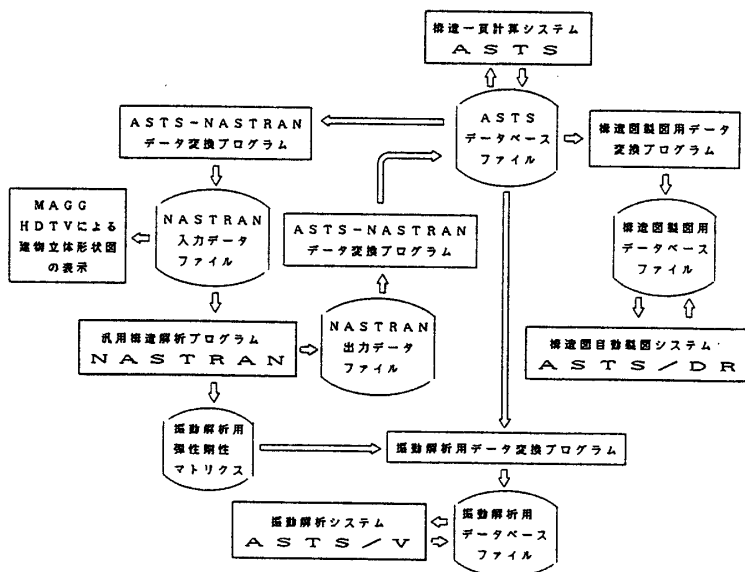 構造一貫計算システム
ASTS
ASTS
データベース
ファイル
ASTS-NASTRAN
データ変換プログラム
構造図製図用データ
変換プログラム
MAGG
HDTVによる
建物立体形状図
の表示
NASTRAN
入力データ
ファイル
ASTS-NASTRAN
データ変換プログラム
構造図製図用
データベース
ファイル
汎用構造解析プログラム
NASTRAN
NASTRAN
出力データ
ファイル
構造図自動製図システム
ASTS/DR
振動解析用
弾性剛性
マトリクス
振動解析用データ変換プログラム
振動解析システム
ASTS/V
振動解析用
データベース
ファイル